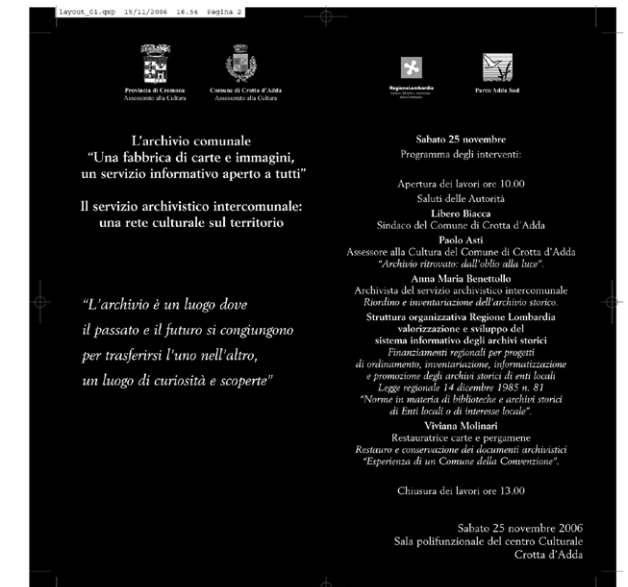 layout_01.qxp  15/11/2006  18.54  Pagina 2
Provincia di Cremona
Assessorato alla Cultura
Comune di Crotta d'Adda
Assessorato alla Cultura
L'archivio comunale
"Una fabbrica di carte e immagini,
un servizio informativo aperto a tutti"
Il servizio archivistico intercomunale:
una rete culturale sul territorio
"L'archivio è un luogo dove
il passato e il futuro si congiungono
per trasferirsi l'uno nell'altro,
un luogo di curiosità e scoperte"
RegioneLombardia
Parco Adda Sud
Sabato 25 novembre
Programma degli interventi:
Apertura dei lavori ore 10.00
Saluti delle Autorità
Libero Biacca
Sindaco del Comune di Crotta d'Adda
Paolo Asti
Assessore alla Cultura del Comune di Crotta d'Adda
"Archivio ritrovato: dall'oblio alla luce".
Anna Maria Benettollo
Archivista del servizio archivistico intercomunale
Riordino e inventariazione dell'archivio storico.
Struttura organizzativa Regione Lombardia
valorizzazione e sviluppo del
sistema informativo degli archivi storici
Finanziamenti regionali per progetti
di ordinamento, inventariazione, informatizzazione
e promozione degli archivi storici di enti locali
Legge regionale 14 dicembre 1985 n. 81
"Norme in materia di biblioteche e archivi storici
di Enti locali o di interesse locale".
Viviana Molinari
Restauratrice carte e pergamene
Restauro e conservazione dei documenti archivistici
"Esperienza di un Comune della Convenzione".
Chiusura dei lavori ore 13.00
Sabato 25 novembre 2006
Sala polifunzionale del centro Culturale
Crotta d'Adda